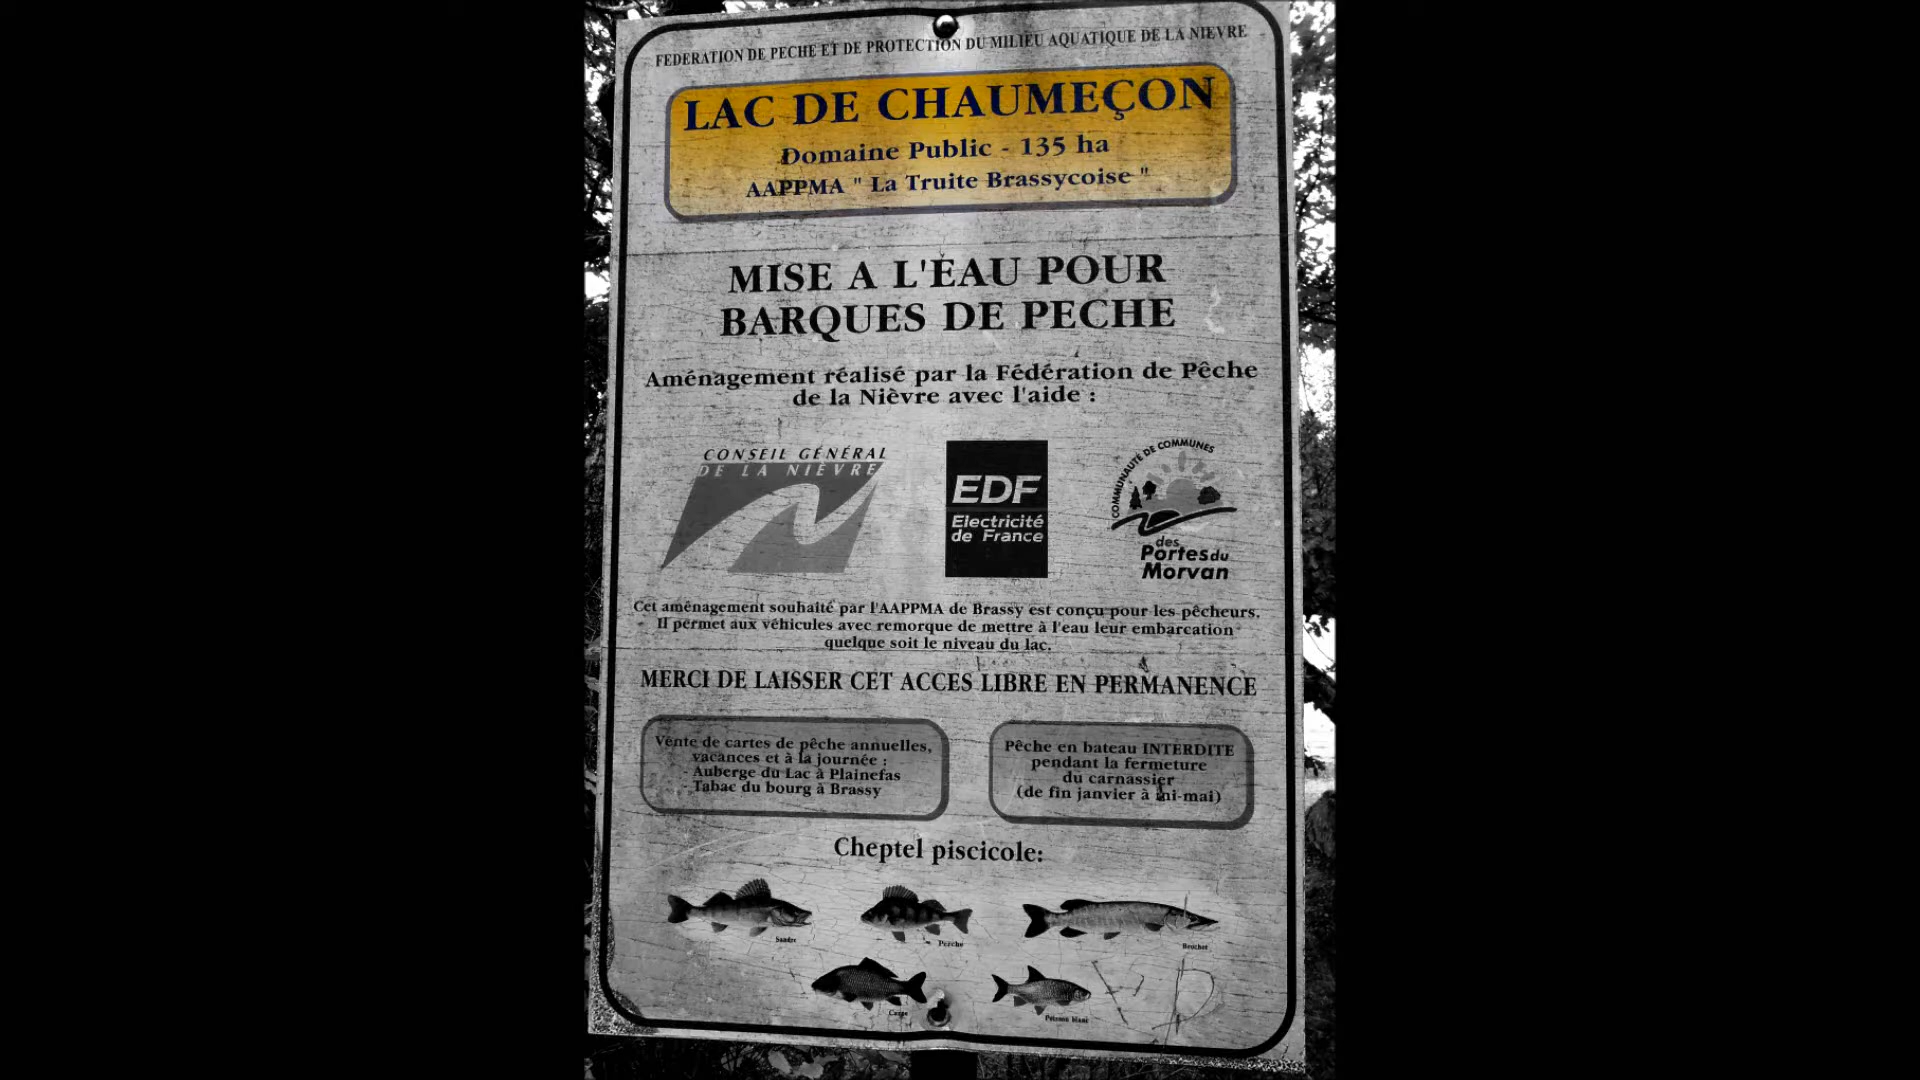 FEDERATION DE PECHE ET DE PROTECTION DU MILIEU AQUATIQUE DE LA NIEVRE
LAC DE CHAUMEÇON
Domaine Public - 135 ha
AAPPMA " La Truite Brassycoise "
MISE A L'EAU POUR
BARQUES DE PECHE
Aménagement réalisé par la Fédération de Pêche
de la Nièvre avec l'aide :
CONSEIL GÉNÉRAL
DE LA NIÈVRE
EDF
Electricité
de France
COMMUNAUTÉ DE COMMUNES
des
Portes du
Morvan
Cet aménagement souhaité par l'AAPPMA de Brassy est conçu pour les pêcheurs.
Il permet aux véhicules avec remorque de mettre à l'eau leur embarcation
quelque soit le niveau du lac.
MERCI DE LAISSER CET ACCES LIBRE EN PERMANENCE
Vente de cartes de pêche annuelles,
vacances et à la journée :
- Auberge du Lac à Plainefas
- Tabac du bourg à Brassy
Pêche en bateau INTERDITE
pendant la fermeture
du carnassier
(de fin janvier à mi-mai)
Cheptel piscicole:
Sandre
Perche
Brochet
Carpe
Poisson blanc